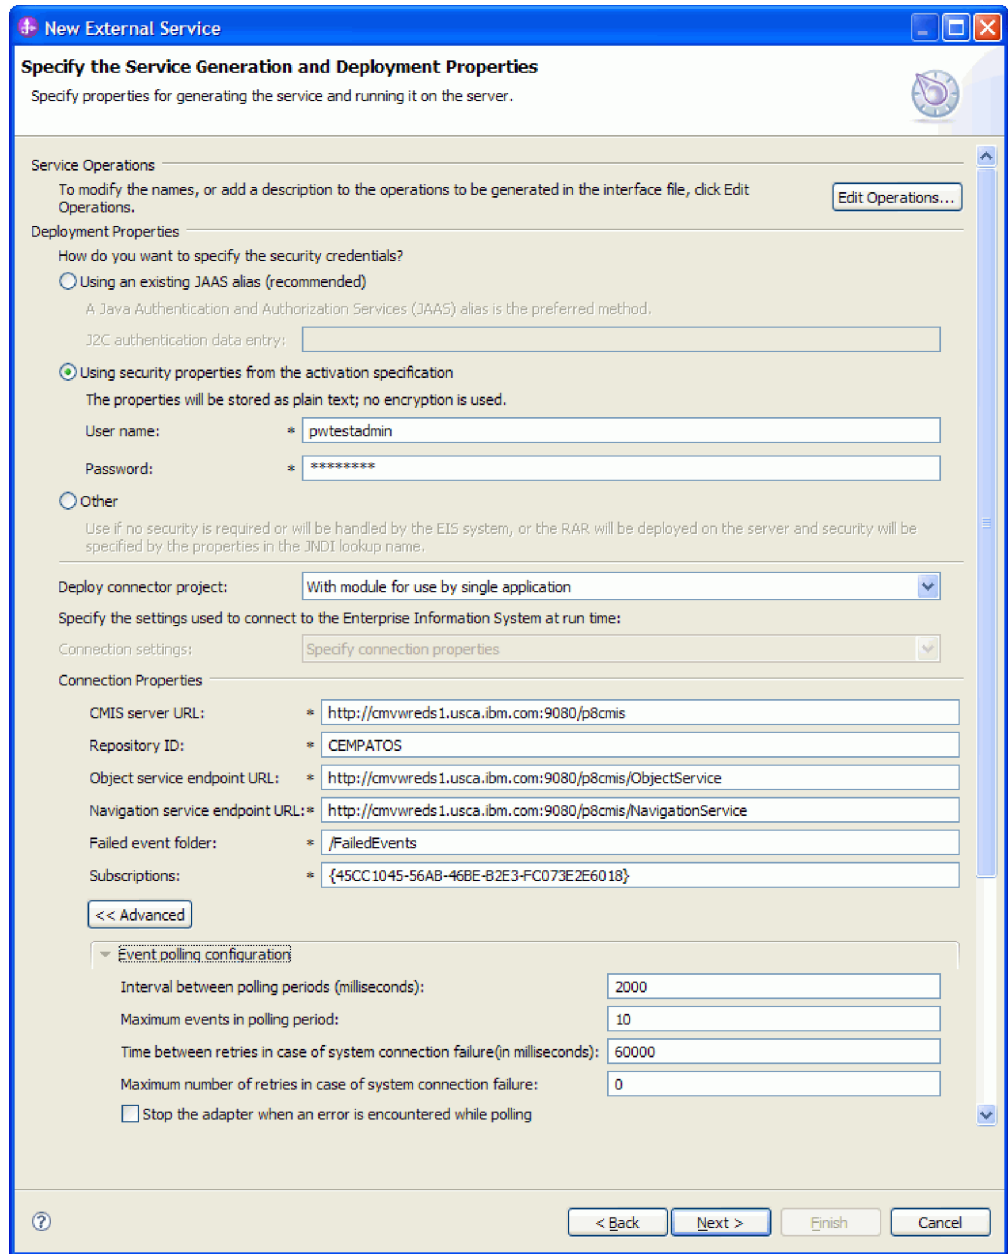 New External Service
Specify the Service Generation and Deployment Properties
Specify properties for generating the service and running it on the server.
Service Operations
To modify the names, or add a description to the operations to be generated in the interface file, click Edit
Operations.
Edit Operations...
Deployment Properties
How do you want to specify the security credentials?
Using an existing JAAS alias (recommended)
A Java Authentication and Authorization Services (JAAS) alias is the preferred method.
J2C authentication data entry:
Using security properties from the activation specification
The properties will be stored as plain text; no encryption is used.
User name: * pwtestadmin
Password: * ********
Other
Use if no security is required or will be handled by the EIS system, or the RAR will be deployed on the server and security will be
specified by the properties in the JNDI lookup name.
Deploy connector project: With module for use by single application
Specify the settings used to connect to the Enterprise Information System at run time:
Connection settings: Specify connection properties
Connection Properties
CMIS server URL: * http://cmvwreds1.usca.ibm.com:9080/p8cmis
Repository ID: * CEMPATOS
Object service endpoint URL: * http://cmvwreds1.usca.ibm.com:9080/p8cmis/ObjectService
Navigation service endpoint URL:* http://cmvwreds1.usca.ibm.com:9080/p8cmis/NavigationService
Failed event folder: * /FailedEvents
Subscriptions: * {45CC1045-56AB-46BE-B2E3-FC073E2E6018}
<< Advanced
Event polling configuration
Interval between polling periods (milliseconds): 2000
Maximum events in polling period: 10
Time between retries in case of system connection failure(in milliseconds): 60000
Maximum number of retries in case of system connection failure: 0
Stop the adapter when an error is encountered while polling
? < Back Next > Finish Cancel